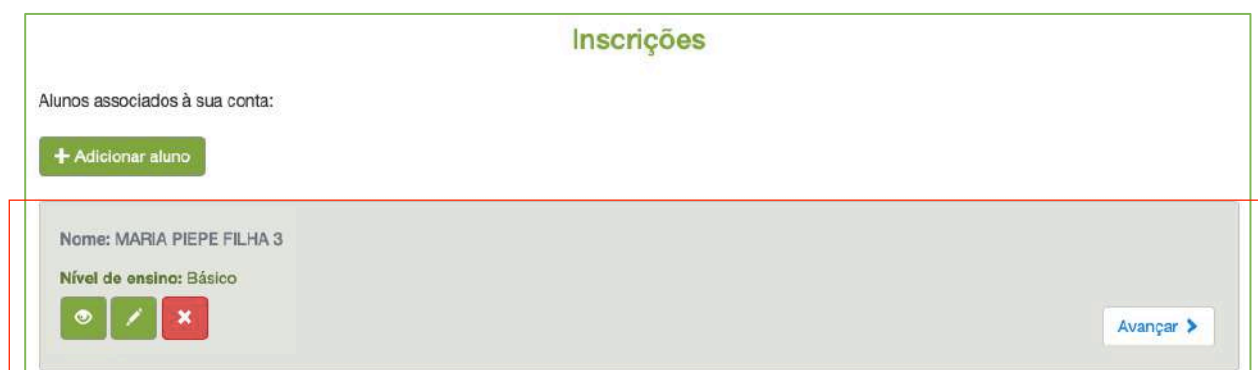 Inscrições
Alunos associados à sua conta:
Adicionar aluno
Nome: MARIA PIEPE FILHA 3
Nível de ensino: Básico
Avançar